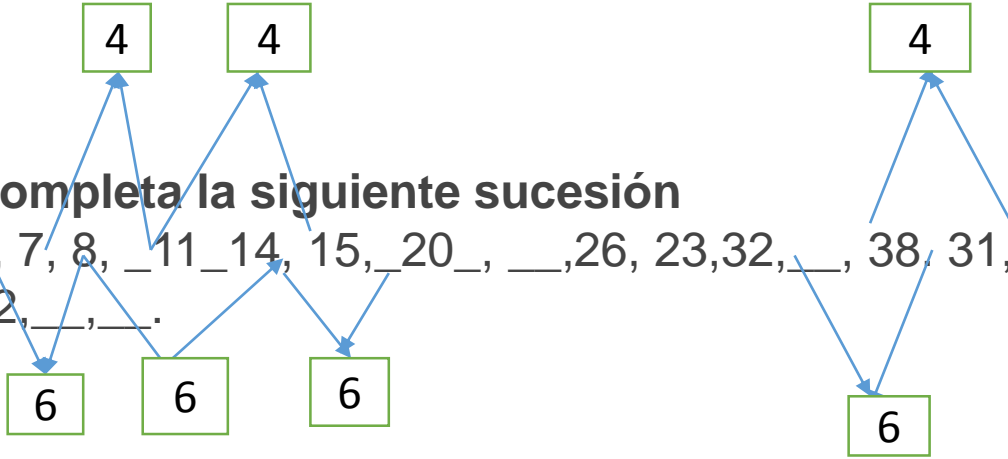 4 4 4
ompleta la siguiente sucesión
, 7, 8, _11_14, 15,_20_, __,26, 23,32,__, 38. 31,
2,__,__.
6 6 6 6